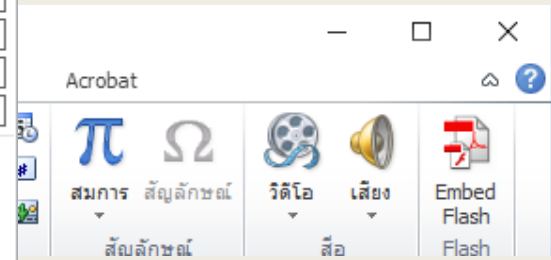 Acrobat
?
#
π Ω
สมการ สัญลักษณ์ วิดีโอ เสียง Embed
Flash
สัญลักษณ์ สื่อ Flash